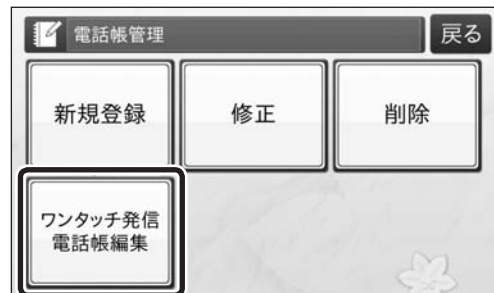 電話帳管理
戻る
新規登録
修正
削除
ワンタッチ発信
電話帳編集